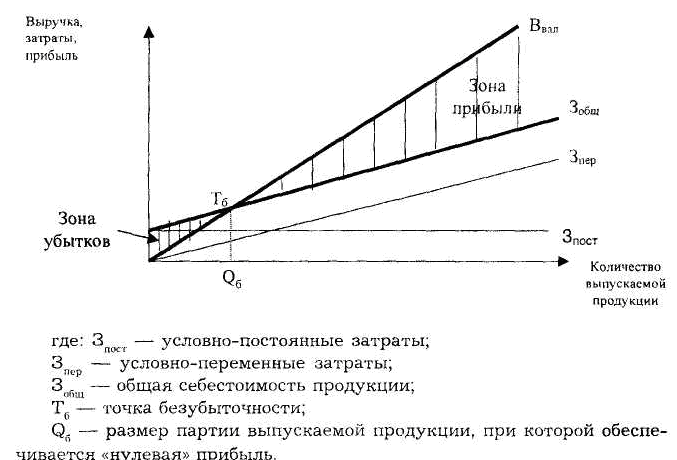 Выручка,
затраты,
прибыль
Ввал
Зона
прибыли
Зобщ
Зпер
Тб
Зона
убытков
Зпост
Qб
Количество
выпускаемой
продукции
где: Зпост — условно-постоянные затраты;
Зпер — условно-переменные затраты;
Зобщ — общая себестоимость продукции;
Тб — точка безубыточности;
Qб — размер партии выпускаемой продукции, при которой обеспе-
чивается «нулевая» прибыль.